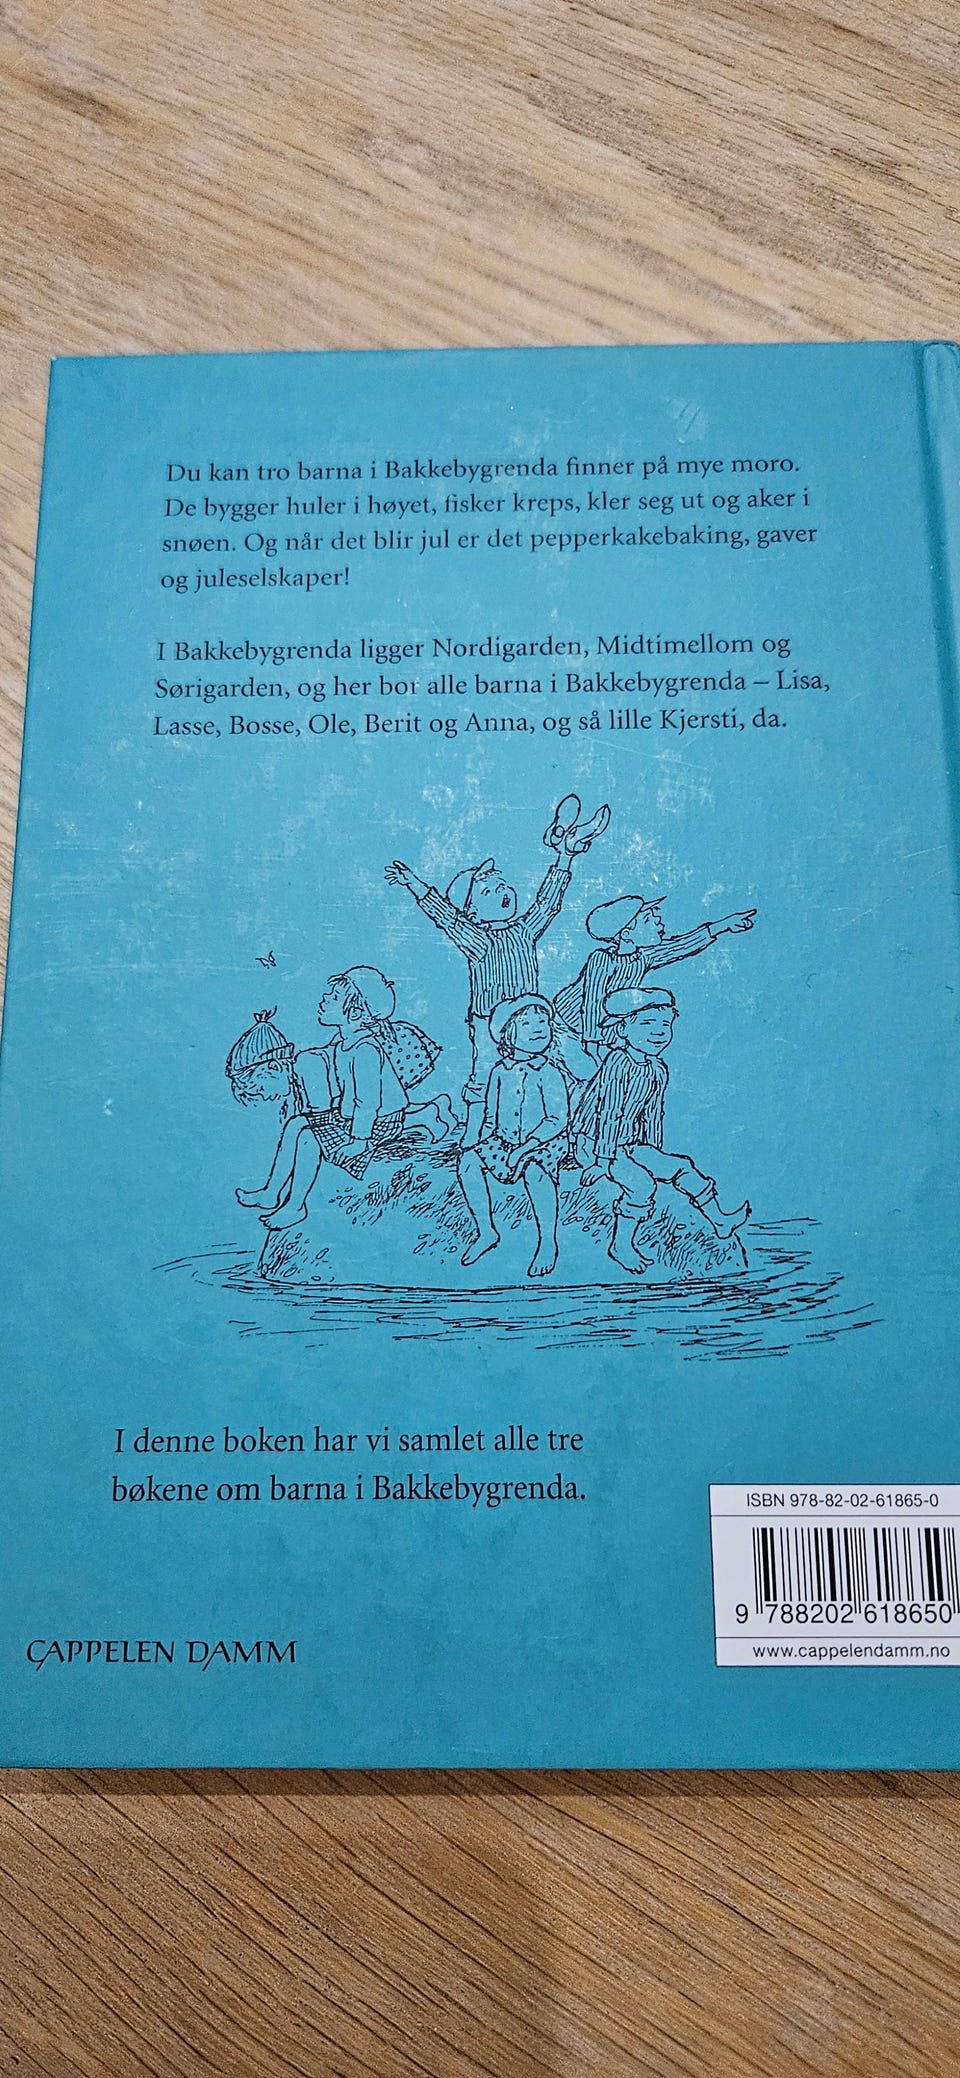 Du kan tro barna i Bakkebygrenda finner på mye moro.
De bygger huler i høyet, fisker kreps, kler seg ut og aker i
snøen. Og når det blir jul er det pepperkakebaking, gaver
og juleselskaper!
I Bakkebygrenda ligger Nordigarden, Midtimellom og
Sørigarden, og her bor alle barna i Bakkebygrenda – Lisa,
Lasse, Bosse, Ole, Berit og Anna, og så lille Kjersti, da.
I denne boken har vi samlet alle tre
bøkene om barna i Bakkebygrenda.
ISBN 978-82-02-61865-0
9 788202 618650
www.cappelendamm.no
CAPPELEN DAMM